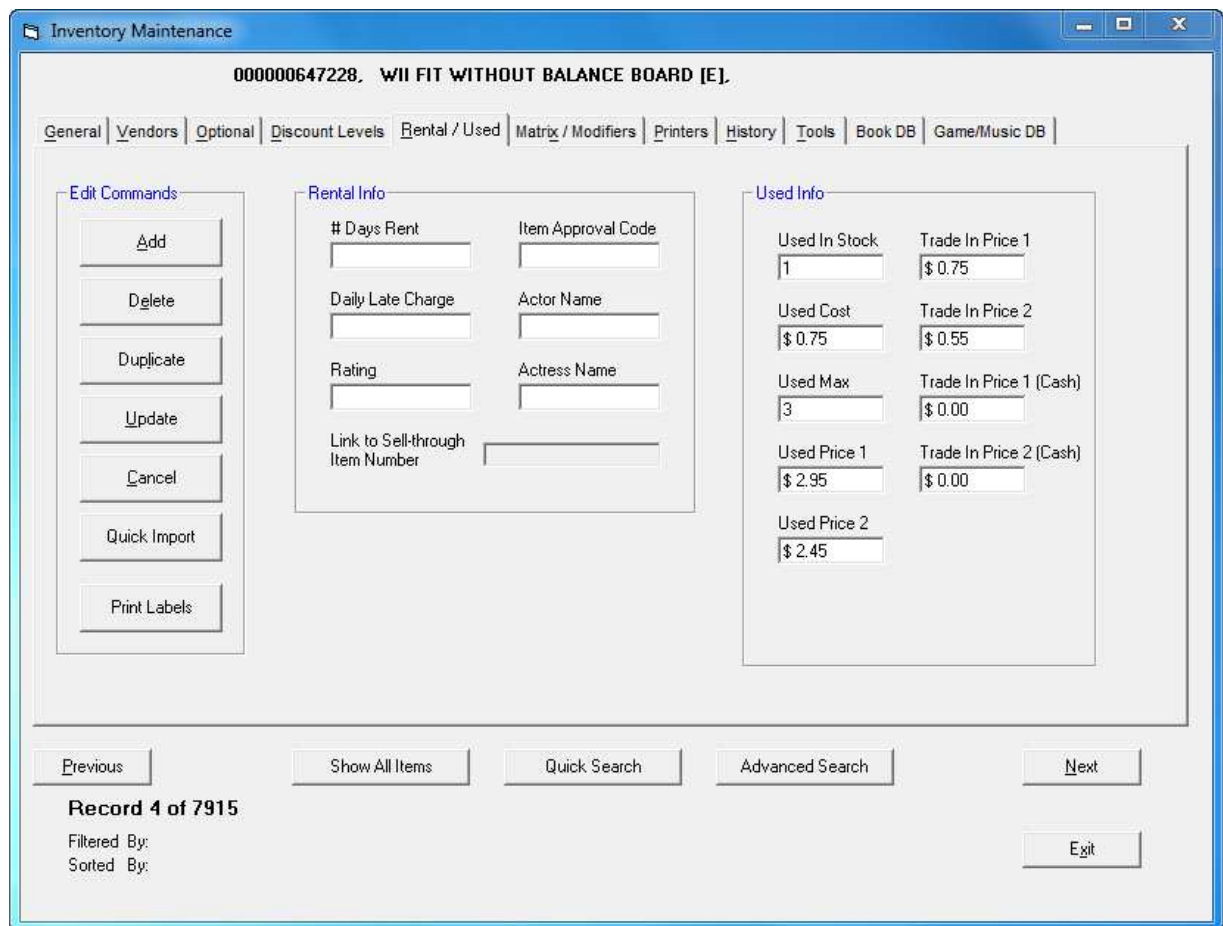 Inventory Maintenance
000000647228, WII FIT WITHOUT BALANCE BOARD [E],
General Vendors Optional Discount Levels Rental / Used Matrix / Modifiers Printers History Tools Book DB Game/Music DB
Edit Commands
Add
Delete
Duplicate
Update
Cancel
Quick Import
Print Labels
Rental Info
# Days Rent Item Approval Code
Daily Late Charge Actor Name
Rating Actress Name
Link to Sell-through
Item Number
Used Info
Used In Stock Trade In Price 1
1 $ 0.75
Used Cost Trade In Price 2
$ 0.75 $ 0.55
Used Max Trade In Price 1 (Cash)
3 $ 0.00
Used Price 1 Trade In Price 2 (Cash)
$ 2.95 $ 0.00
Used Price 2
$ 2.45
Previous Show All Items Quick Search Advanced Search Next
Record 4 of 7915
Filtered By:
Sorted By:
Exit